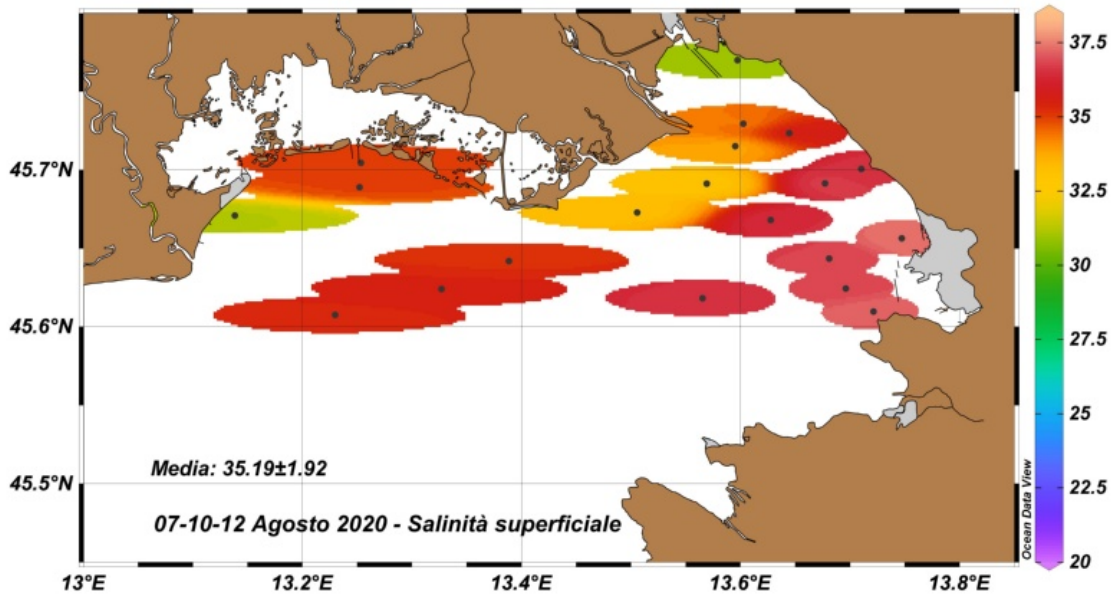 37.5
35
32.5
30
27.5
25
22.5
20
Ocean Data View
45.7°N
45.6°N
45.5°N
Media: 35.19±1.92
07-10-12 Agosto 2020 - Salinità superficiale
13°E 13.2°E 13.4°E 13.6°E 13.8°E